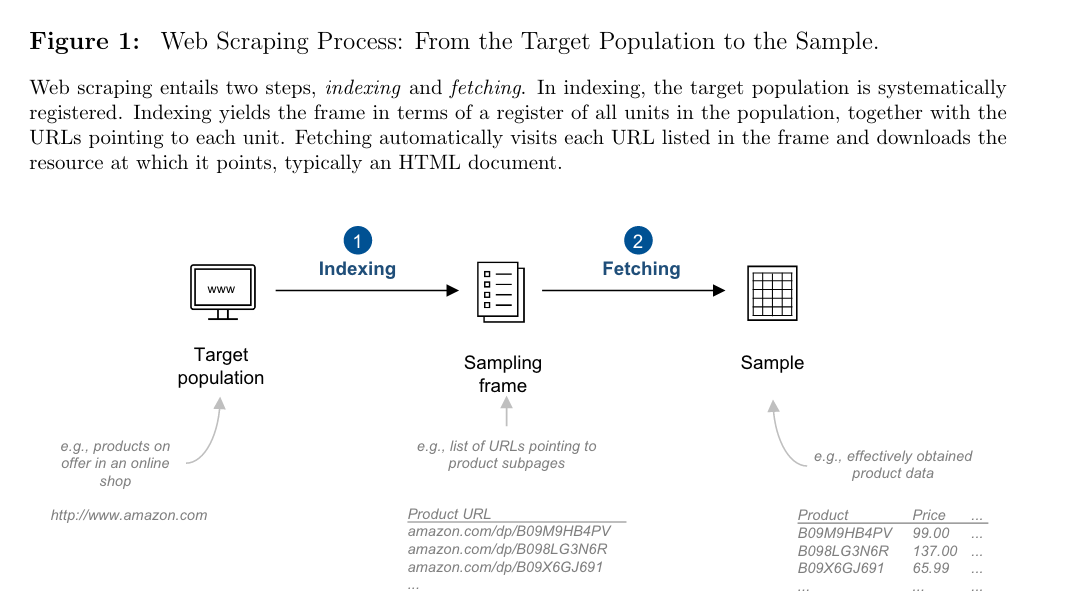 Figure 1: Web Scraping Process: From the Target Population to the Sample.
Web scraping entails two steps, indexing and fetching. In indexing, the target population is systematically
registered. Indexing yields the frame in terms of a register of all units in the population, together with the
URLs pointing to each unit. Fetching automatically visits each URL listed in the frame and downloads the
resource at which it points, typically an HTML document.
1
Indexing
2
Fetching
www
Target
population
Sampling
frame
Sample
e.g., products on
offer in an online
shop
e.g., list of URLs pointing to
product subpages
e.g., effectively obtained
product data
http://www.amazon.com
Product URL
amazon.com/dp/B09M9HB4PV
amazon.com/dp/B098LG3N6R
amazon.com/dp/B09X6GJ691
...
Product Price ...
B09M9HB4PV 99.00 ...
B098LG3N6R 137.00 ...
B09X6GJ691 65.99 ...
... ... ...